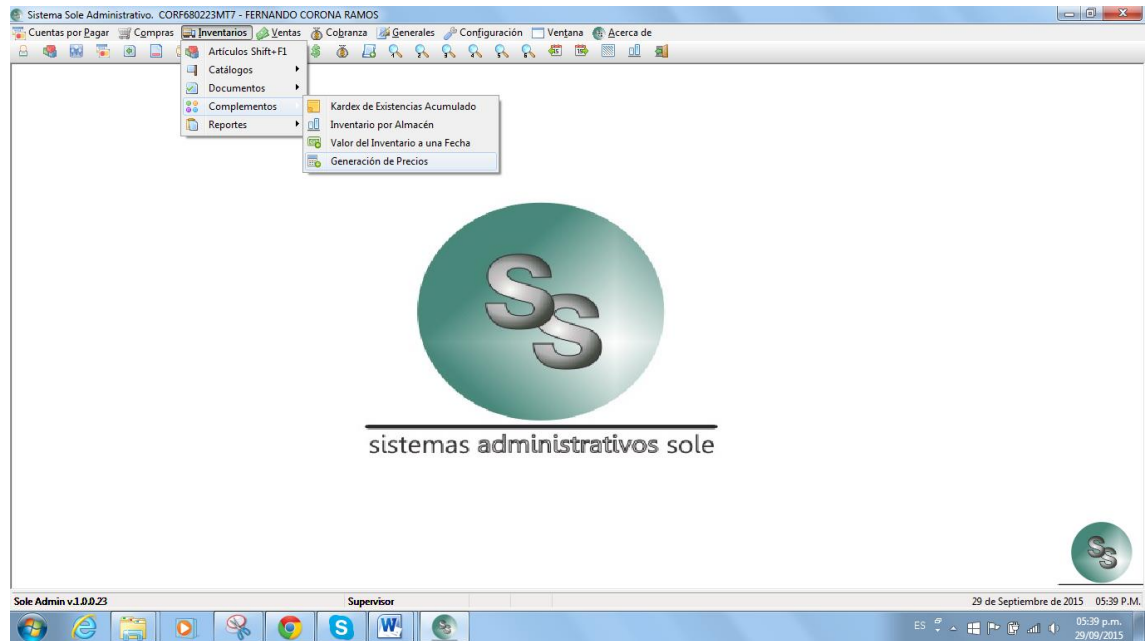 Sistema Sole Administrativo. CORF680223MT7 - FERNANDO CORONA RAMOS
Cuentas por Pagar Compras Inventarios Ventas Cobranza Generales Configuración Ventana Acerca de
Artículos Shift+F1
Catálogos
Documentos
Complementos
Reportes
Kardex de Existencias Acumulado
Inventario por Almacén
Valor del Inventario a una Fecha
Generación de Precios
SS
sistemas administrativos sole
SS
Sole Admin v.1.0.0.23 Supervisor 29 de Septiembre de 2015 05:39 P.M.
ES 05:39 p.m.
29/09/2015